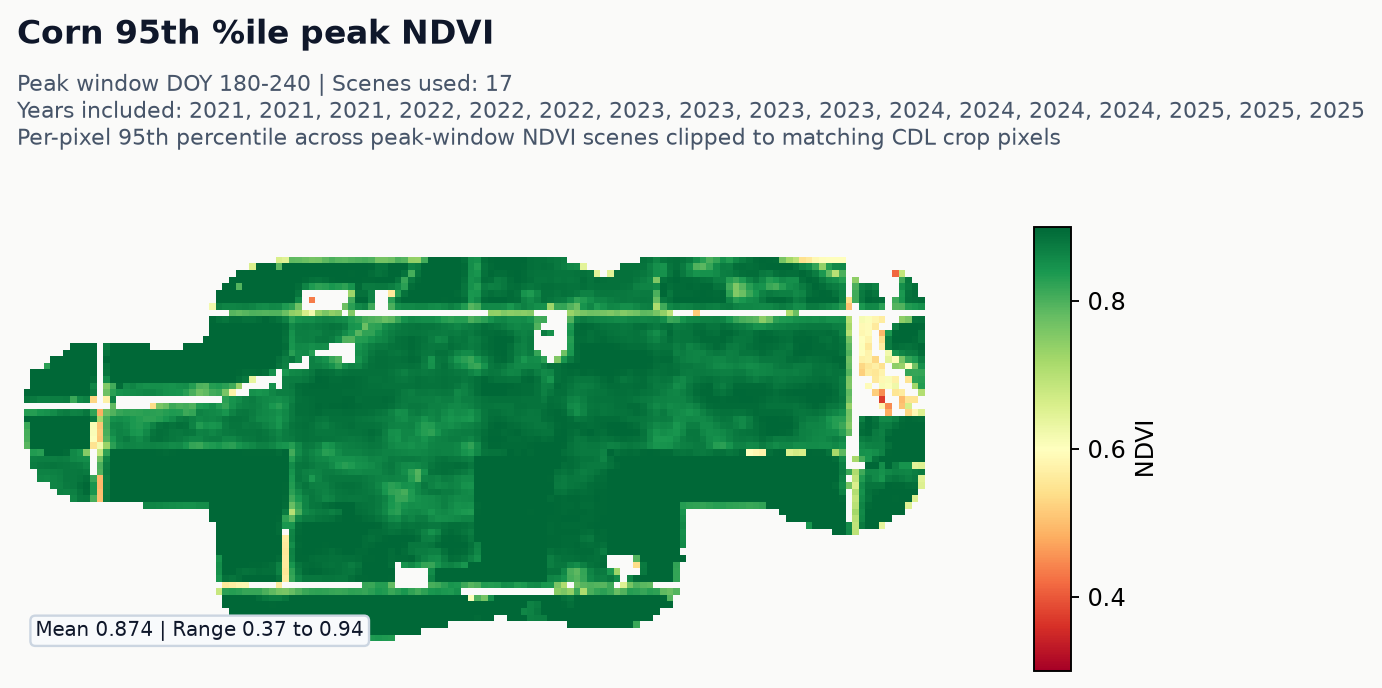 Corn 95th %ile peak NDVI
Peak window DOY 180-240 | Scenes used: 17
Years included: 2021, 2021, 2021, 2022, 2022, 2022, 2023, 2023, 2023, 2023, 2024, 2024, 2024, 2024, 2025, 2025, 2025
Per-pixel 95th percentile across peak-window NDVI scenes clipped to matching CDL crop pixels
0.8
0.6
0.4
NDVI
Mean 0.874 | Range 0.37 to 0.94